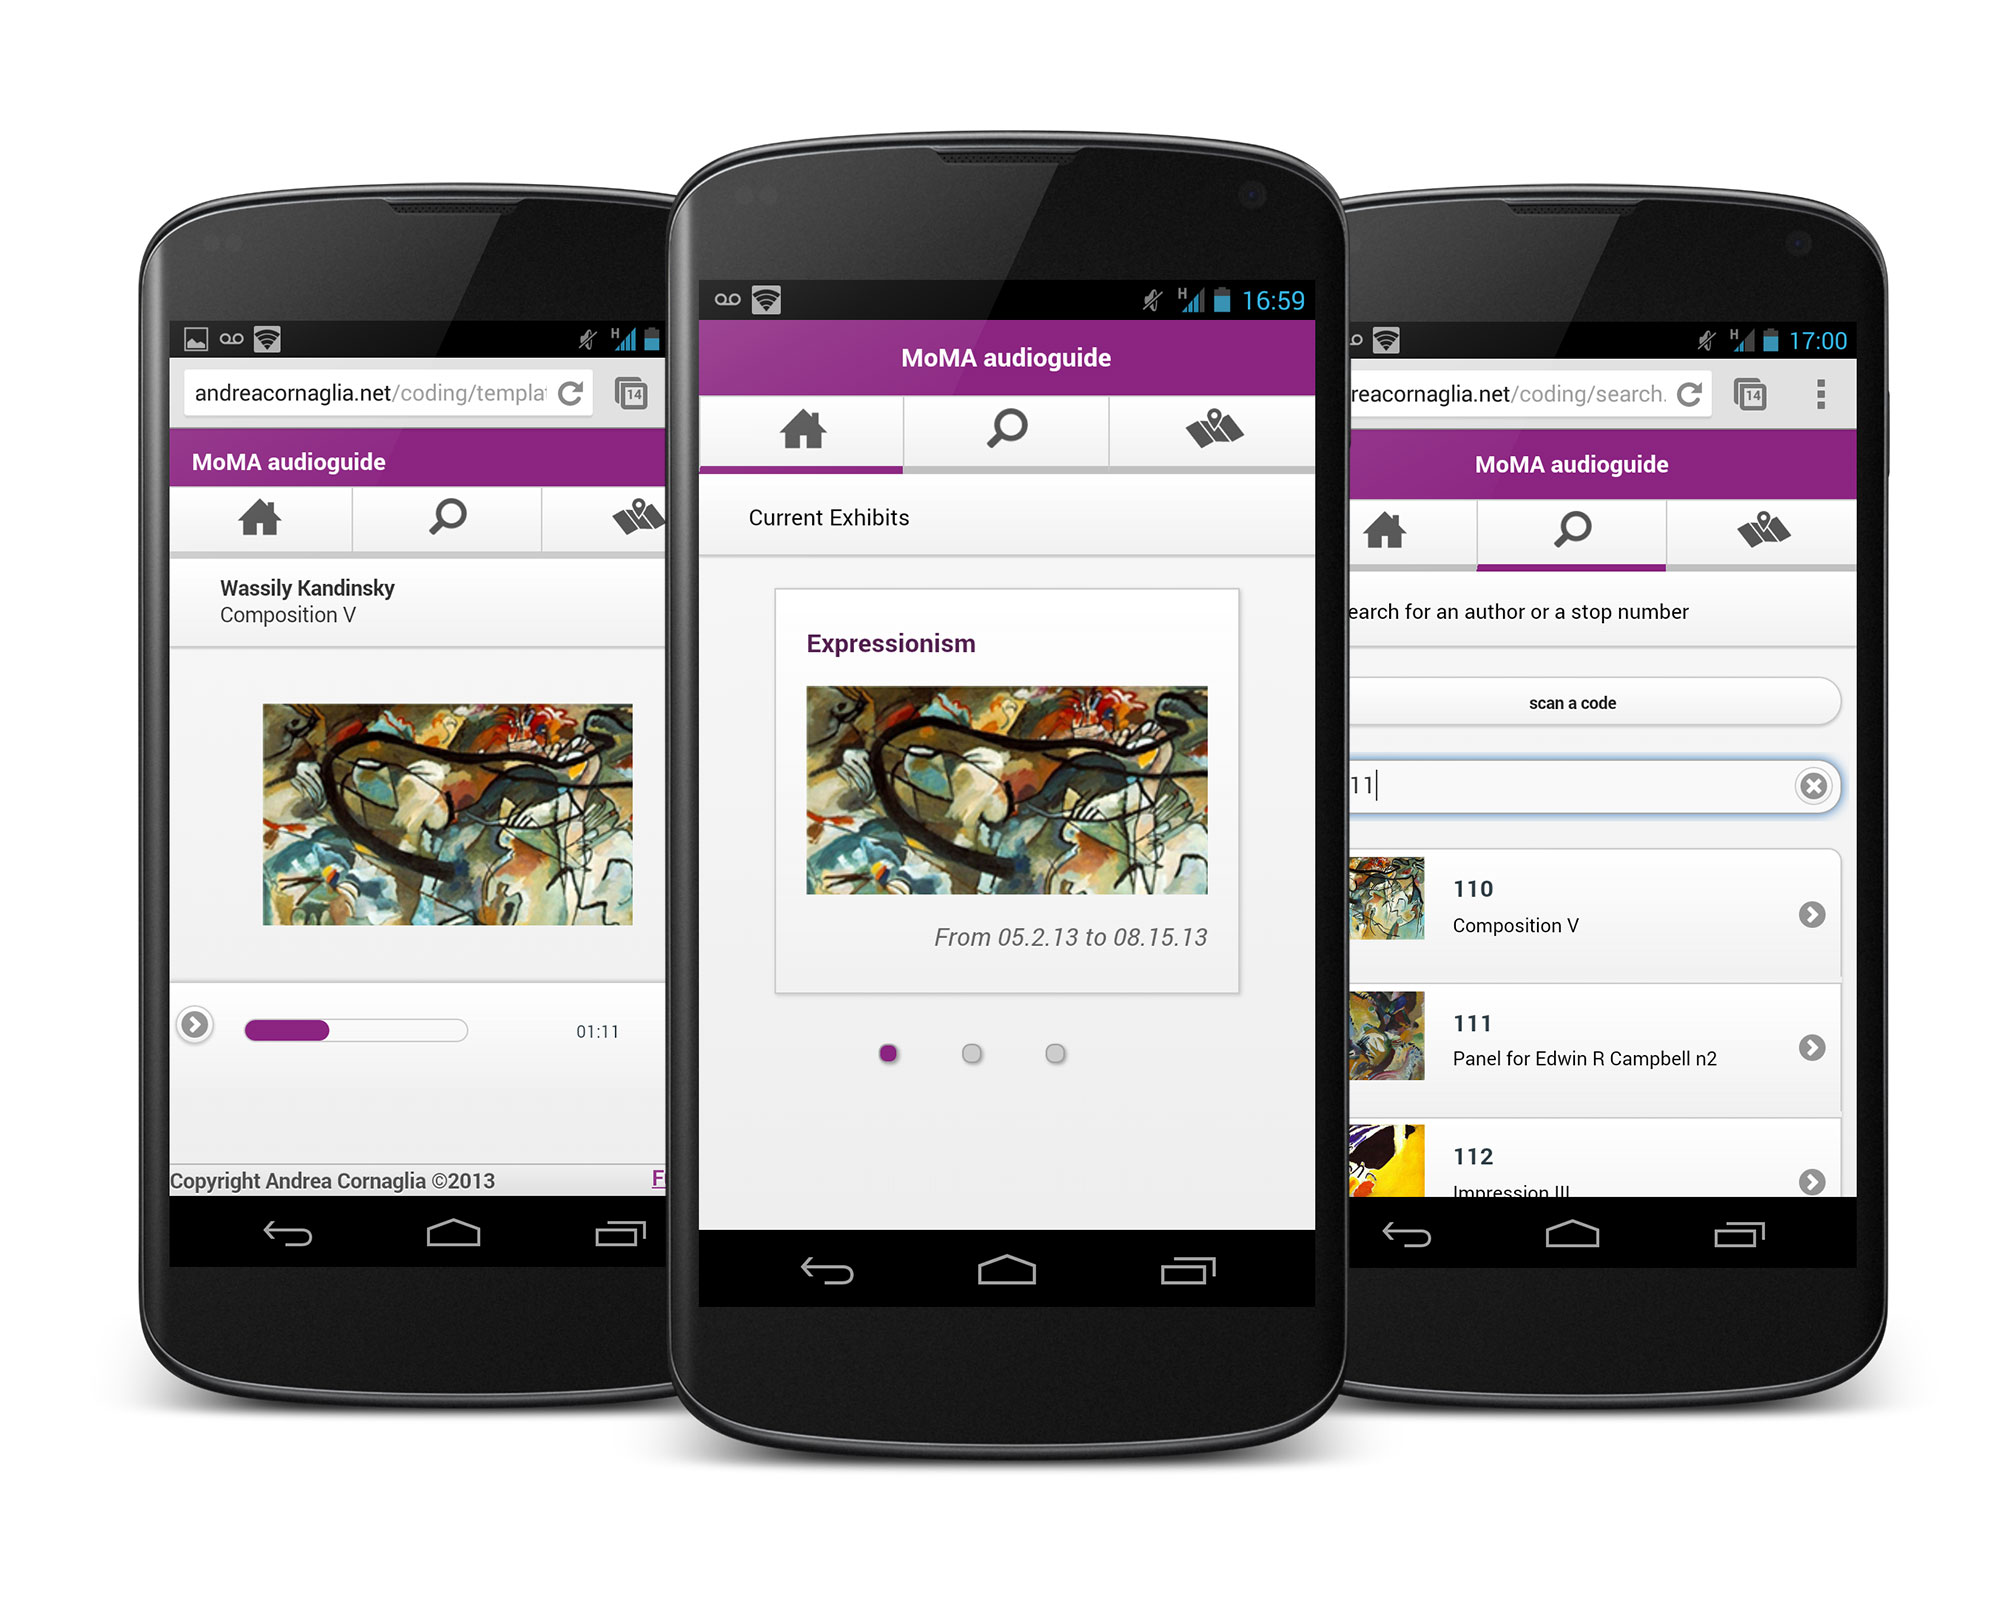 andreacornaglia.net/coding/templa
14
MoMA audioguide
Wassily Kandinsky
Composition V
01:11
Copyright Andrea Cornaglia ©2013
F
H
16:59
MoMA audioguide
Current Exhibits
Expressionism
From 05.2.13 to 08.15.13
H
17:00
reacornaglia.net/coding/search.
14
MoMA audioguide
earch for an author or a stop number
scan a code
11
110
Composition V
111
Panel for Edwin R Campbell n2
112
Impression III